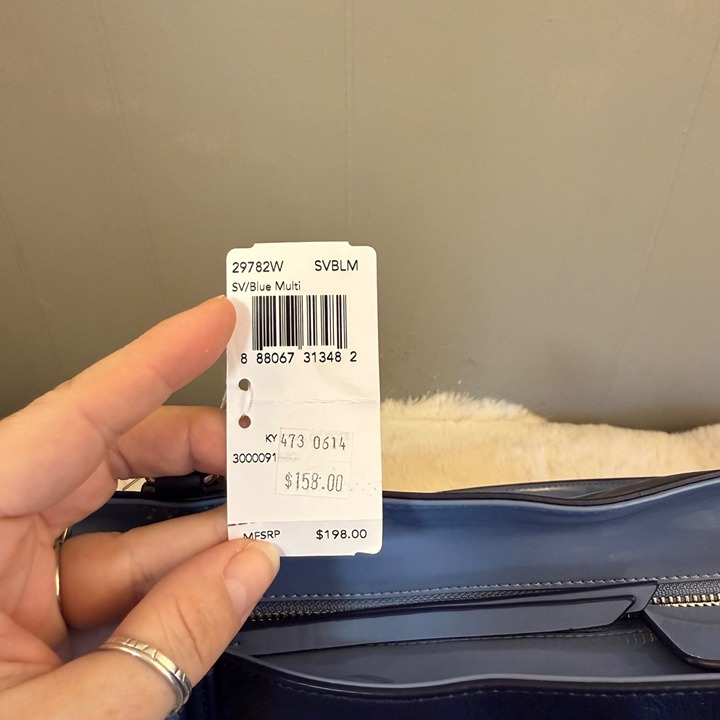 29782W SVBLM
SV/Blue Multi
8 88067 31348 2
KY 473 0614
3000091
$158.00
MFSRP $198.00